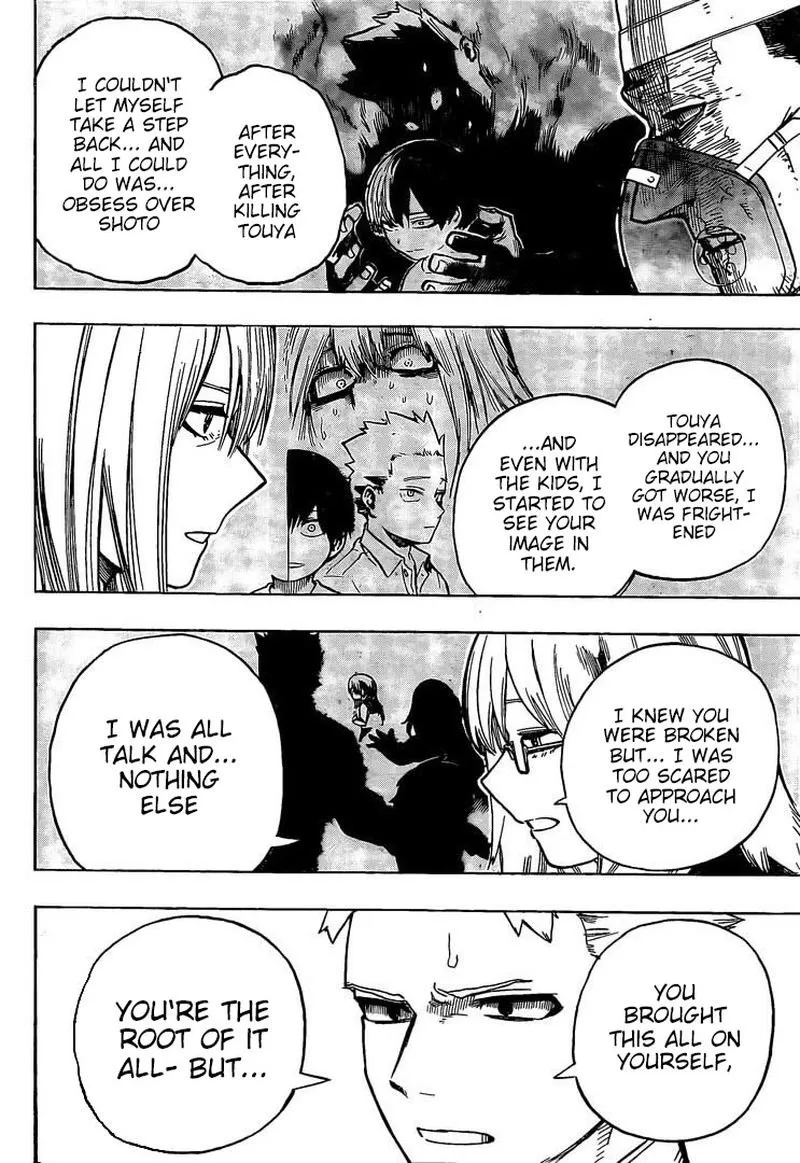 AFTER
EVERY-
THING,
AFTER
KILLING
TOUYA
I COULDN'T
LET MYSELF
TAKE A STEP
BACK... AND
ALL I COULD
DO WAS...
OBSESS OVER
SHOTO
TOUYA
DISAPPEARED...
AND YOU
GRADUALLY
GOT WORSE, I
WAS FRIGHT-
ENED
...AND
EVEN WITH
THE KIDS, I
STARTED TO
SEE YOUR
IMAGE IN
THEM.
I KNEW YOU
WERE BROKEN
BUT... I WAS
TOO SCARED
TO APPROACH
YOU...
I WAS ALL
TALK AND...
NOTHING
ELSE
YOU
BROUGHT
THIS ALL ON
YOURSELF,
YOU'RE THE
ROOT OF IT
ALL- BUT...